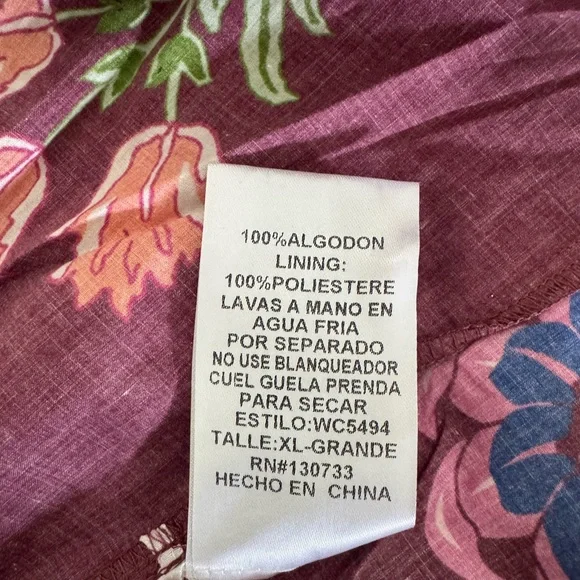 100%ALGODON
LINING:
100%POLIESTERE
LAVAS A MANO EN
AGUA FRIA
POR SEPARADO
NO USE BLANQUEADOR
CUEL GUELA PRENDA
PARA SECAR
ESTILO:WC5494
TALLE:XL-GRANDE
RN#130733
HECHO EN CHINA